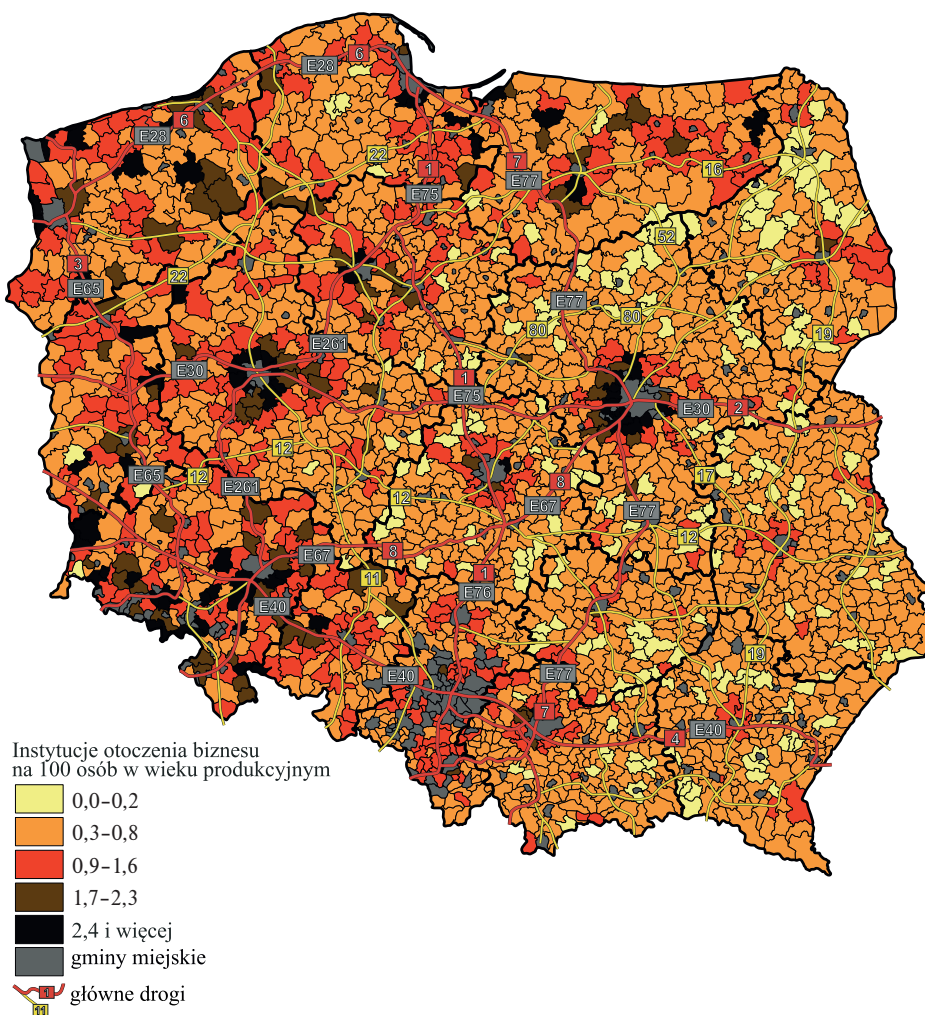 6
E28
6
E28
22
1
7
E77
E75
16
52
3
22
E65
E77
80
80
19
E261
E30
1
E75
E30
2
12
E65
12
E261
12
8
E67
17
E77
12
E67
8
11
1
E76
E40
19
E40
E77
7
4
E40
Instytucje otoczenia biznesu
na 100 osób w wieku produkcyjnym
0,0–0,2
0,3–0,8
0,9–1,6
1,7–2,3
2,4 i więcej
gminy miejskie
1
główne drogi
11